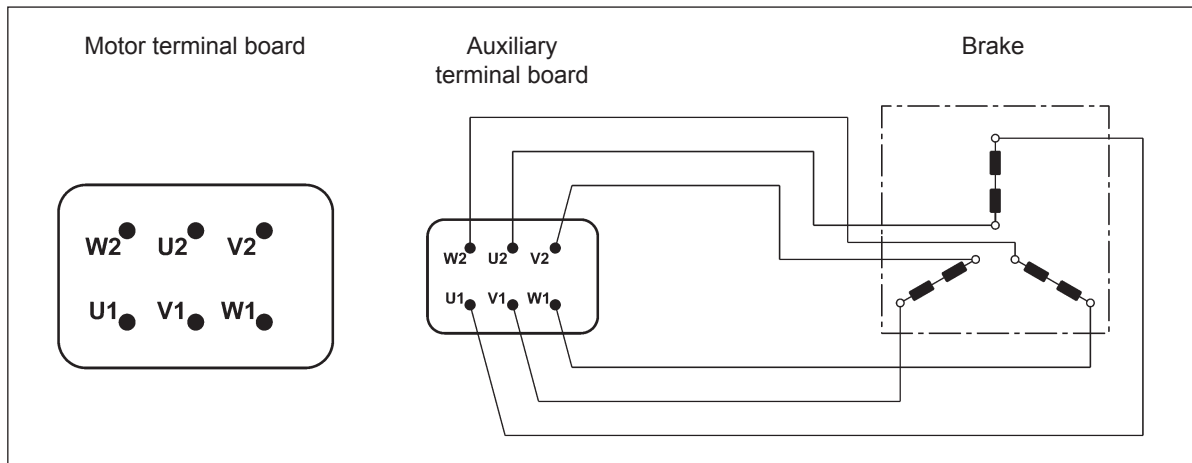 Motor terminal board
Auxiliary
terminal board
Brake
W2 U2 V2
U1 V1 W1
W2 U2 V2
U1 V1 W1